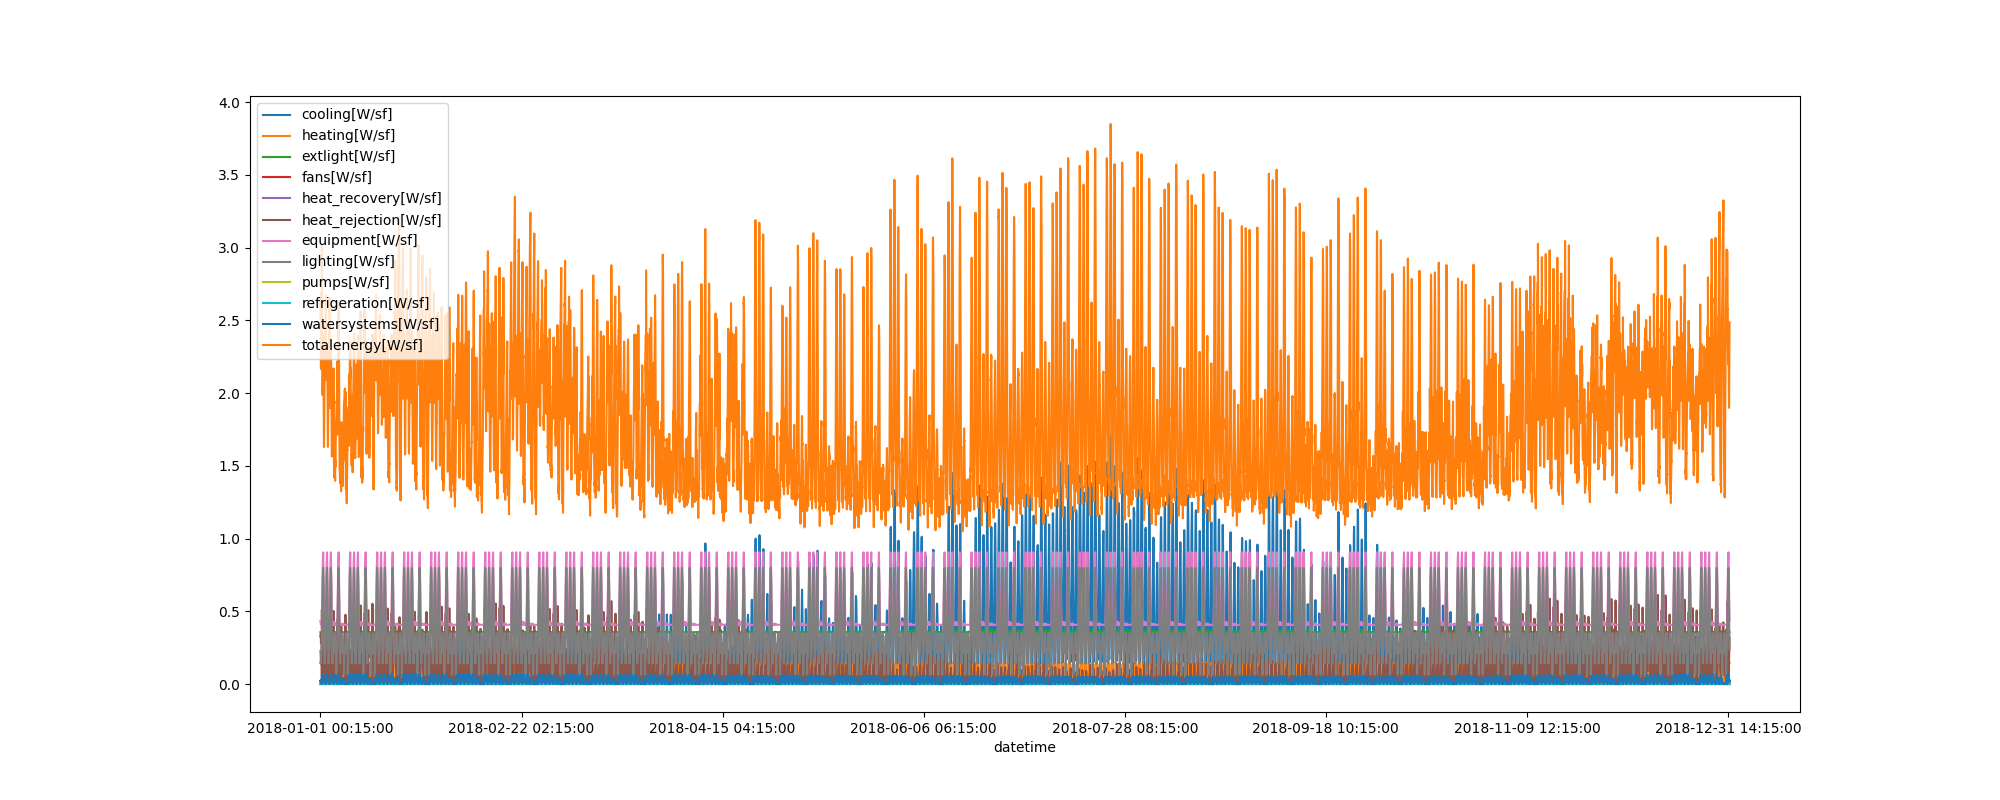 4.0
3.5
3.0
2.5
2.0
1.5
1.0
0.5
0.0
cooling[W/sf]
heating[W/sf]
extlight[W/sf]
fans[W/sf]
heat_recovery[W/sf]
heat_rejection[W/sf]
equipment[W/sf]
lighting[W/sf]
pumps[W/sf]
refrigeration[W/sf]
watersystems[W/sf]
totalenergy[W/sf]
2018-01-01 00:15:00 2018-02-22 02:15:00 2018-04-15 04:15:00 2018-06-06 06:15:00 2018-07-28 08:15:00 2018-09-18 10:15:00 2018-11-09 12:15:00 2018-12-31 14:15:00
datetime